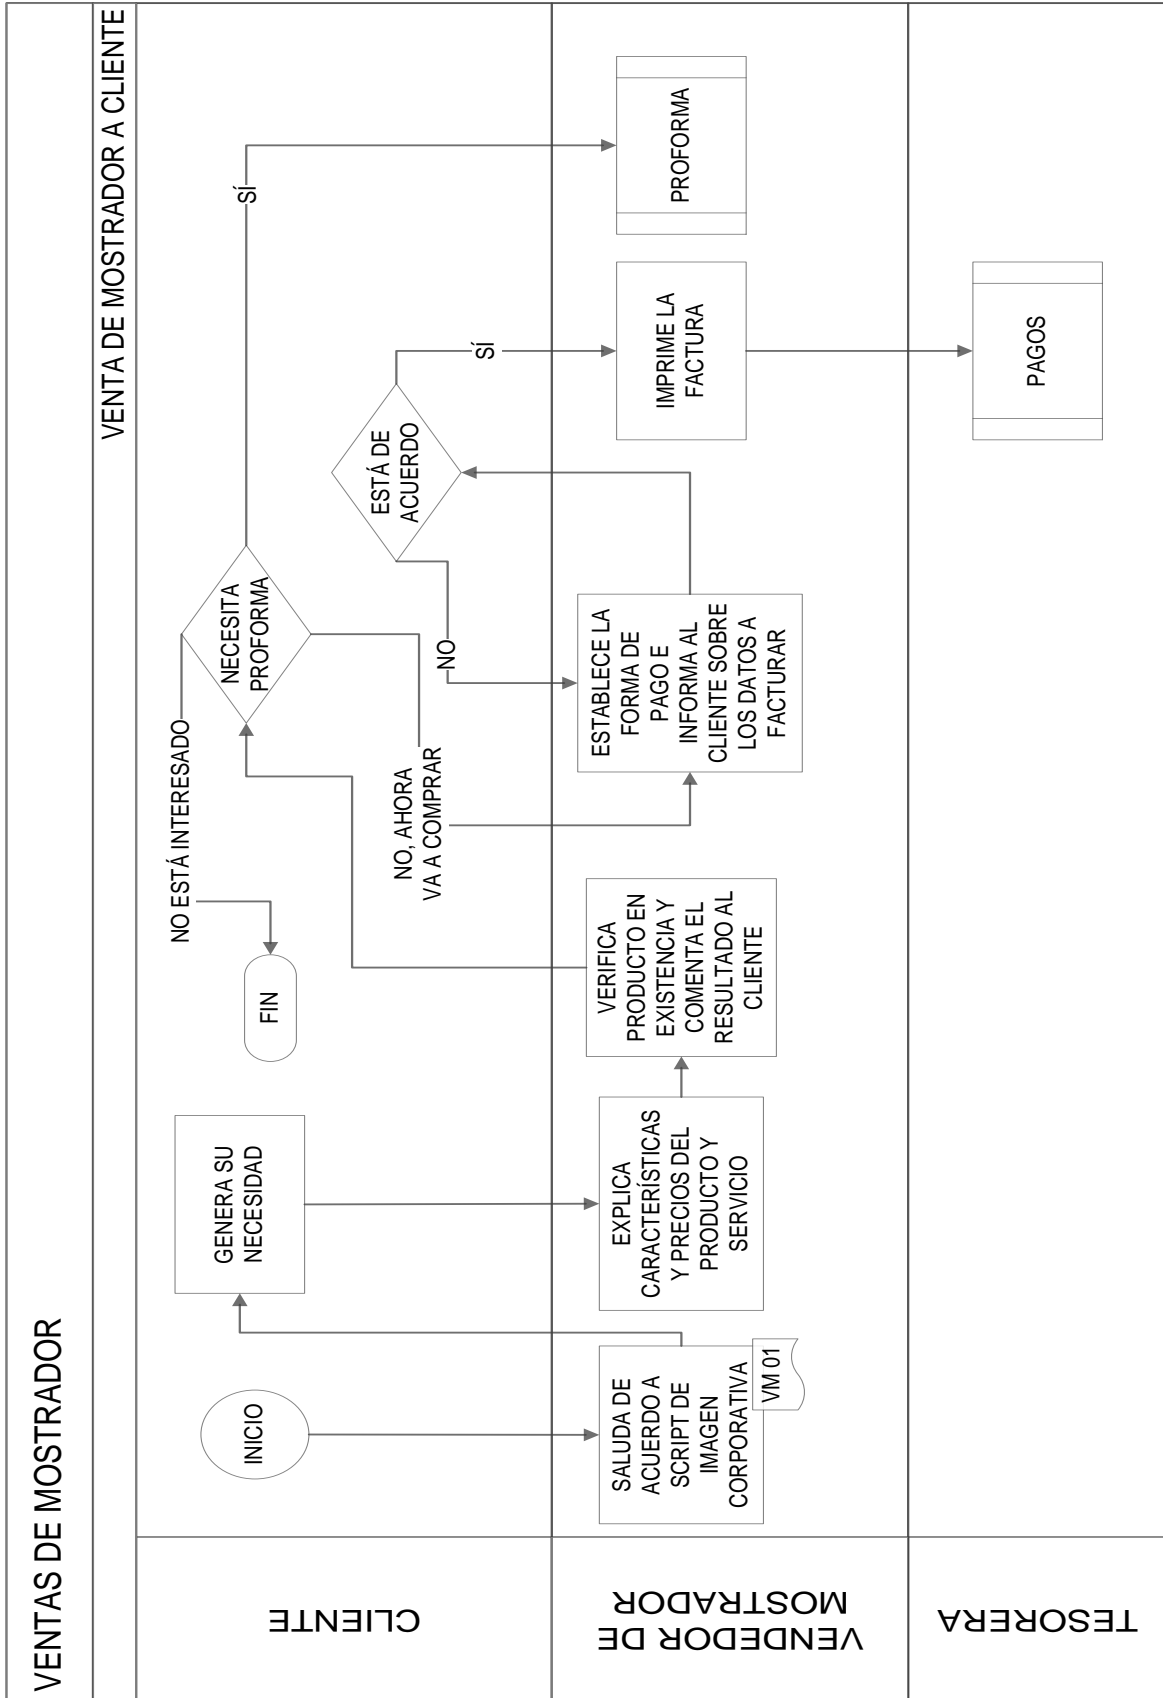 VENTAS DE MOSTRADOR
VENTA DE MOSTRADOR A CLIENTE
CLIENTE
INICIO
GENERA SU
NECESIDAD
FIN
NO ESTÁ INTERESADO
NECESITA
PROFORMA
SÍ
NO, AHORA
VA A COMPRAR
ESTÁ DE
ACUERDO
NO
SÍ
VENDEDOR DE
MOSTRADOR
SALUDA DE
ACUERDO A
SCRIPT DE
IMAGEN
CORPORATIVA
VM 01
EXPLICA
CARACTERÍSTICAS
Y PRECIOS DEL
PRODUCTO Y
SERVICIO
VERIFICA
PRODUCTO EN
EXISTENCIA Y
COMENTA EL
RESULTADO AL
CLIENTE
ESTABLECE LA
FORMA DE
PAGO E
INFORMA AL
CLIENTE SOBRE
LOS DATOS A
FACTURAR
IMPRIME LA
FACTURA
PROFORMA
TESORERA
PAGOS